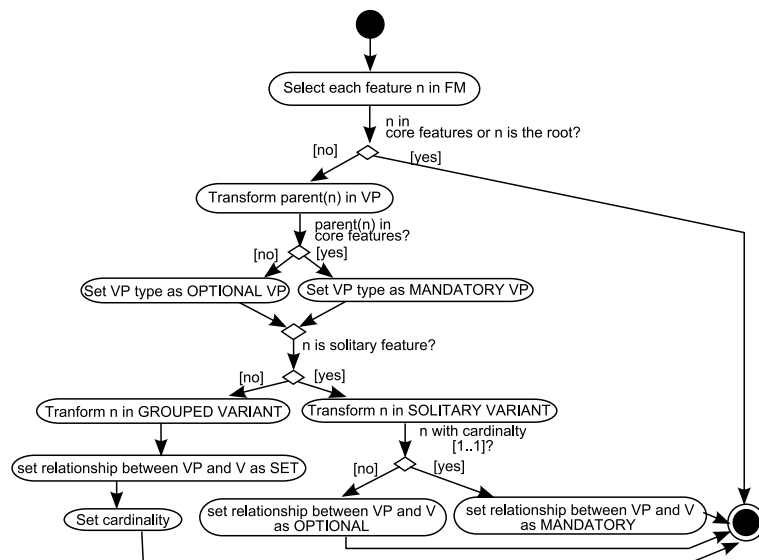 Select each feature n in FM
n in
core features or n is the root?
[no]
[yes]
Transform parent(n) in VP
parent(n) in
core features?
[no]
[yes]
Set VP type as OPTIONAL VP
Set VP type as MANDATORY VP
n is solitary feature?
[no]
[yes]
Tranform n in GROUPED VARIANT
Transform n in SOLITARY VARIANT
n with cardinalty
[1..1]?
set relationship between VP and V as SET
[no]
[yes]
Set cardinality
set relationship between VP and V
as OPTIONAL
set relationship between VP and V
as MANDATORY